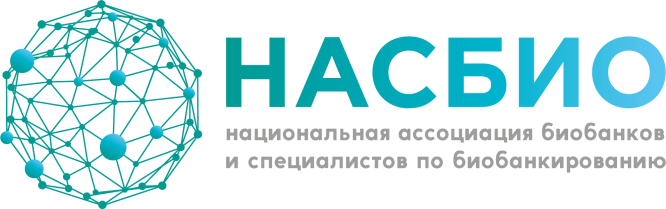 НАСБИО
национальная ассоциация биобанков
и специалистов по биобанкированию